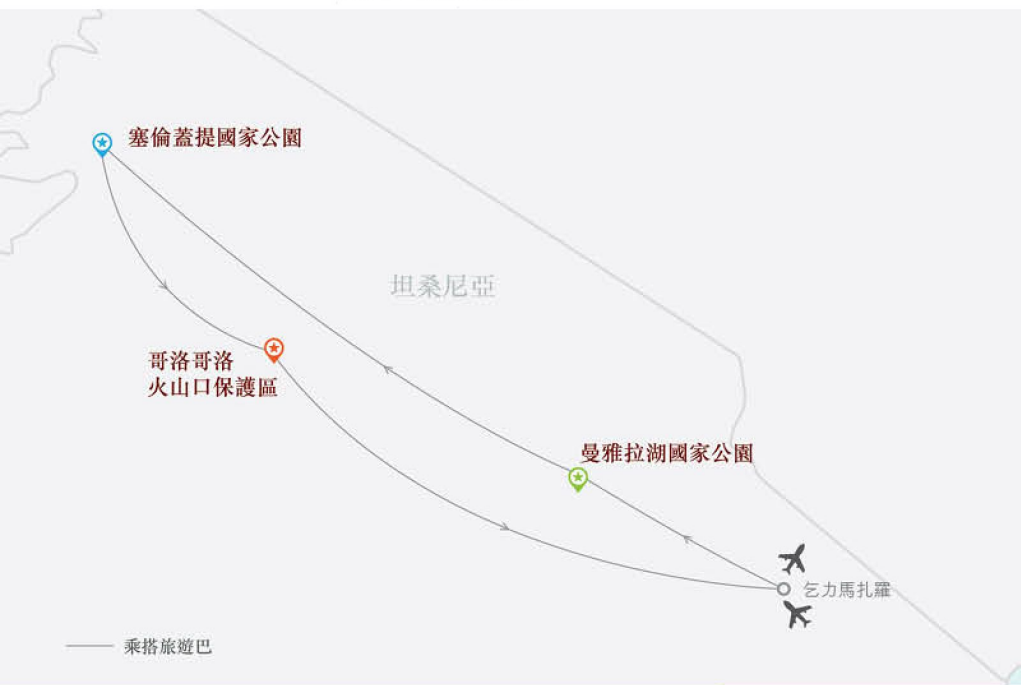 塞倫蓋提國家公園
坦桑尼亞
哥洛哥洛
火山口保護區
曼雅拉湖國家公園
乞力馬扎羅
乘搭旅遊巴